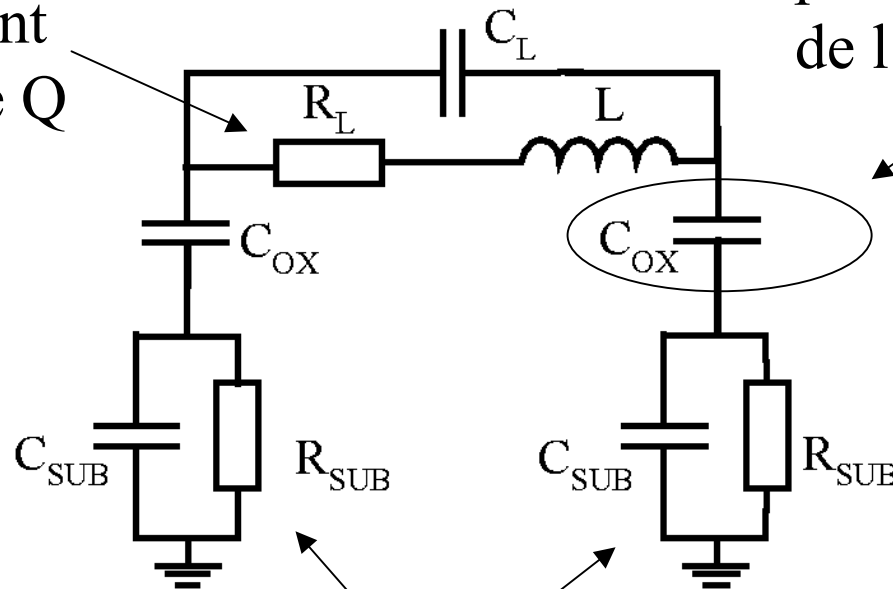 nt
e Q
de l
C_L
R_L
L
C_OX
C_OX
C_SUB
R_SUB
C_SUB
R_SUB